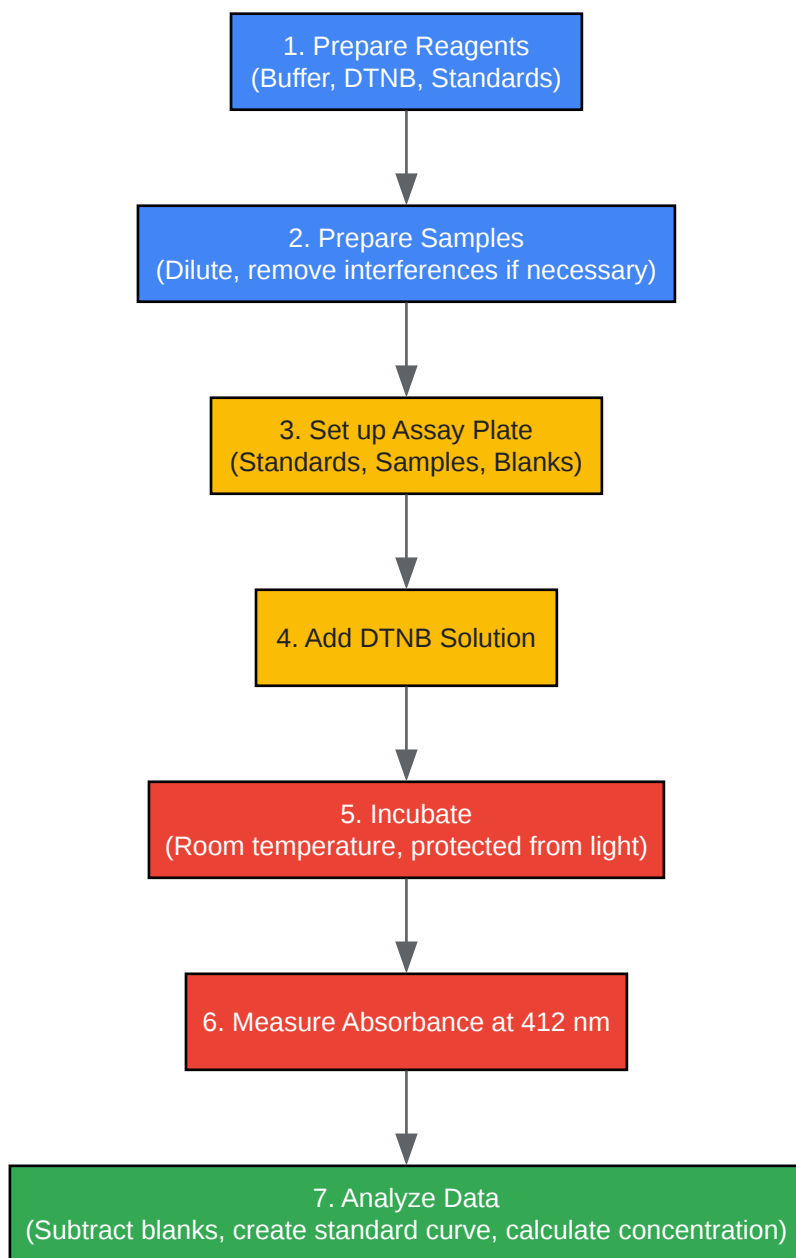 1. Prepare Reagents
(Buffer, DTNB, Standards)
2. Prepare Samples
(Dilute, remove interferences if necessary)
3. Set up Assay Plate
(Standards, Samples, Blanks)
4. Add DTNB Solution
5. Incubate
(Room temperature, protected from light)
6. Measure Absorbance at 412 nm
7. Analyze Data
(Subtract blanks, create standard curve, calculate concentration)